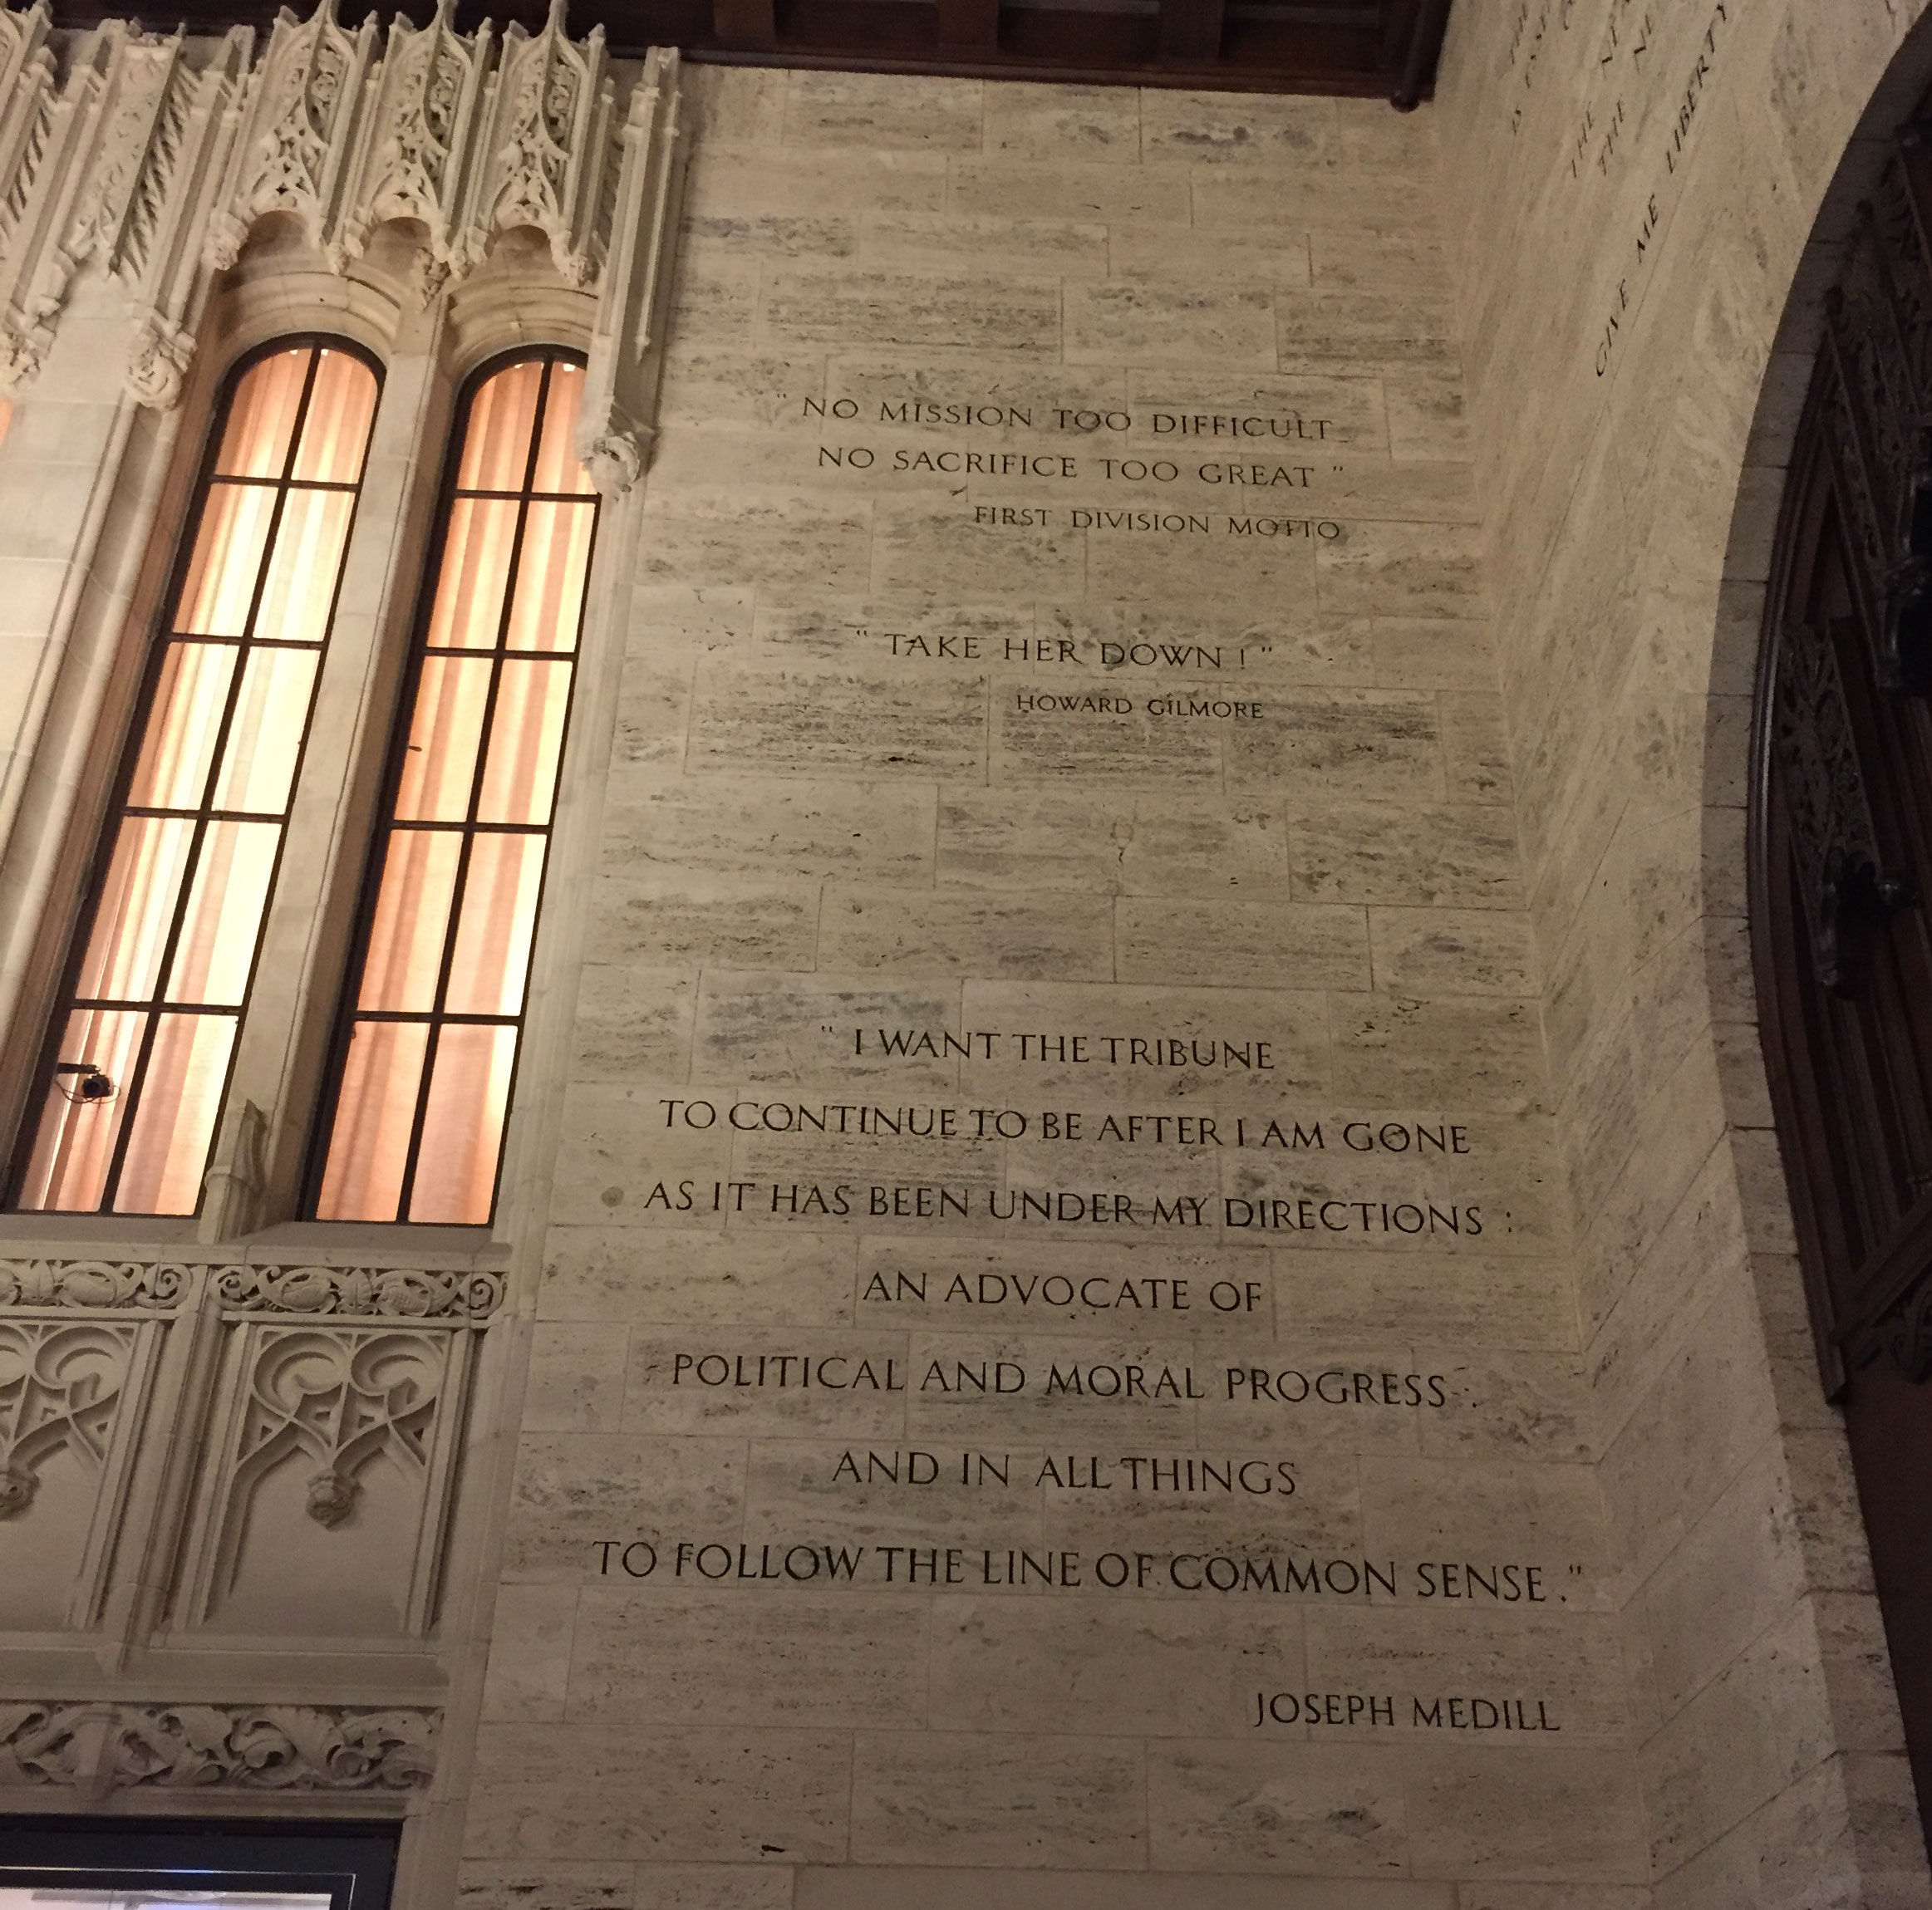 " NO MISSION TOO DIFFICULT
NO SACRIFICE TOO GREAT "
FIRST DIVISION MOTTO
" TAKE HER DOWN ! "
HOWARD GILMORE
" I WANT THE TRIBUNE
TO CONTINUE TO BE AFTER I AM GONE
AS IT HAS BEEN UNDER MY DIRECTIONS :
AN ADVOCATE OF
POLITICAL AND MORAL PROGRESS .
AND IN ALL THINGS
TO FOLLOW THE LINE OF COMMON SENSE ."
JOSEPH MEDILL
THE
THE
GIVE ME LIBERTY